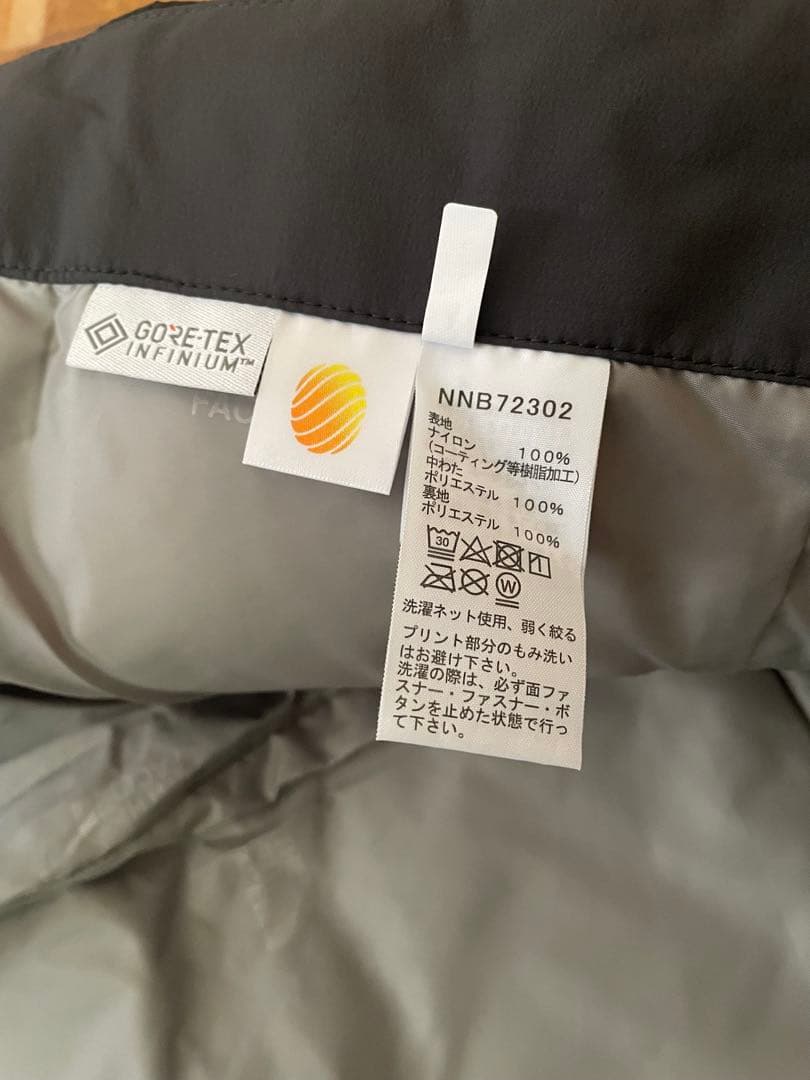 GORE-TEX
INFINIUM™
FAC
NNB72302
表地
ナイロン 100%
(コーティング等樹脂加工)
中わた
ポリエステル 100%
裏地
ポリエステル 100%
30
W
洗濯ネット使用、弱く絞る
プリント部分のもみ洗い
はお避け下さい。
洗濯の際は、必ず面ファ
スナー・ファスナー・ボ
タンを止めた状態で行っ
て下さい。